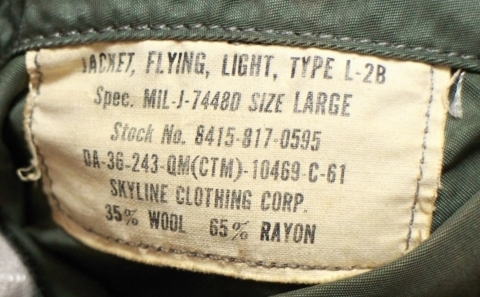 JACKET, FLYING, LIGHT, TYPE L-2B
Spec. MIL-J-7448D SIZE LARGE
Stock No. 8415-817-0595
DA-36-243-QM(CTM)-10469-C-61
SKYLINE CLOTHING CORP.
35% WOOL 65% RAYON